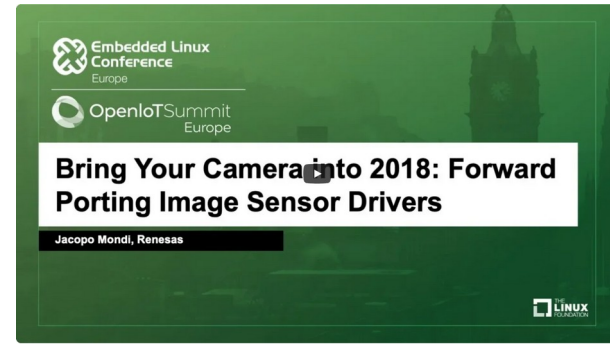 Embedded Linux
Conference
Europe
OpenIoTSummit
Europe
Bring Your Camera into 2018: Forward
Porting Image Sensor Drivers
Jacopo Mondi, Renesas
THE
LINUX
FOUNDATION